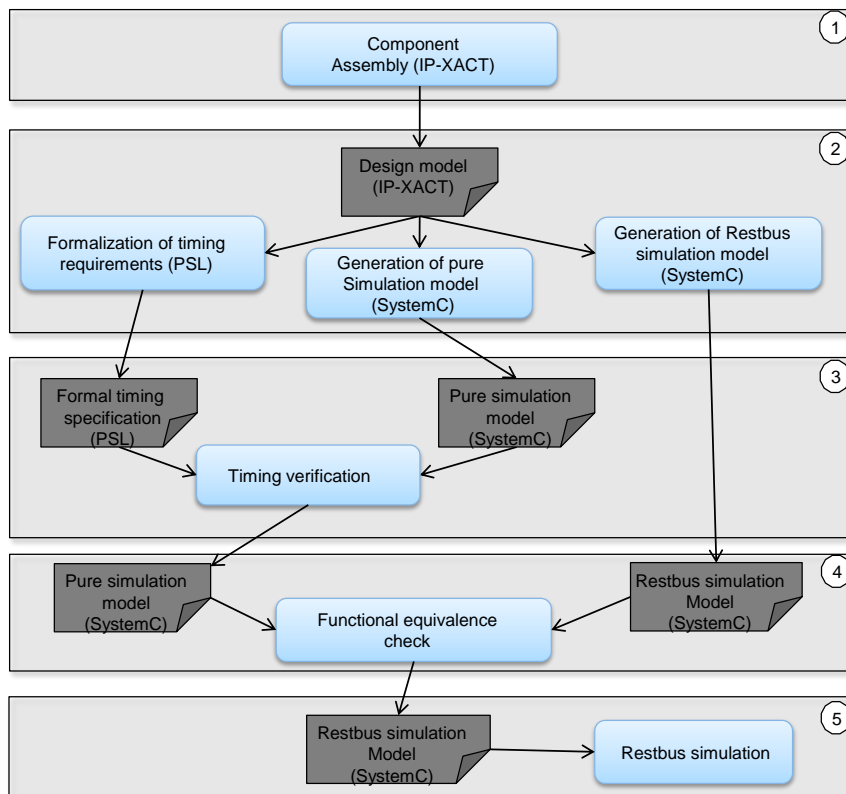 1
Component
Assembly (IP-XACT)
2
Design model
(IP-XACT)
Formalization of timing
requirements (PSL)
Generation of pure
Simulation model
(SystemC)
Generation of Restbus
simulation model
(SystemC)
3
Formal timing
specification
(PSL)
Pure simulation
model
(SystemC)
Timing verification
4
Pure simulation
model
(SystemC)
Functional equivalence
check
Restbus simulation
Model
(SystemC)
5
Restbus simulation
Model
(SystemC)
Restbus simulation